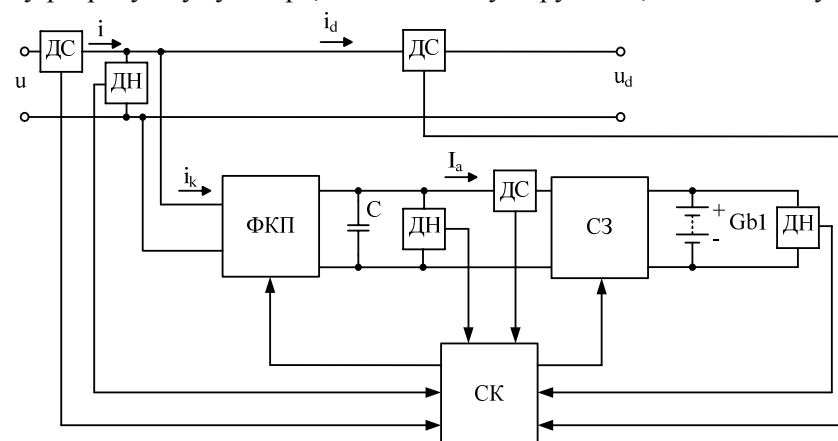 i
i_d
ДС
ДС
u
ДН
u_d
i_k
I_a
ФКП
C
ДН
ДС
СЗ
+
-
Gb1
ДН
СК